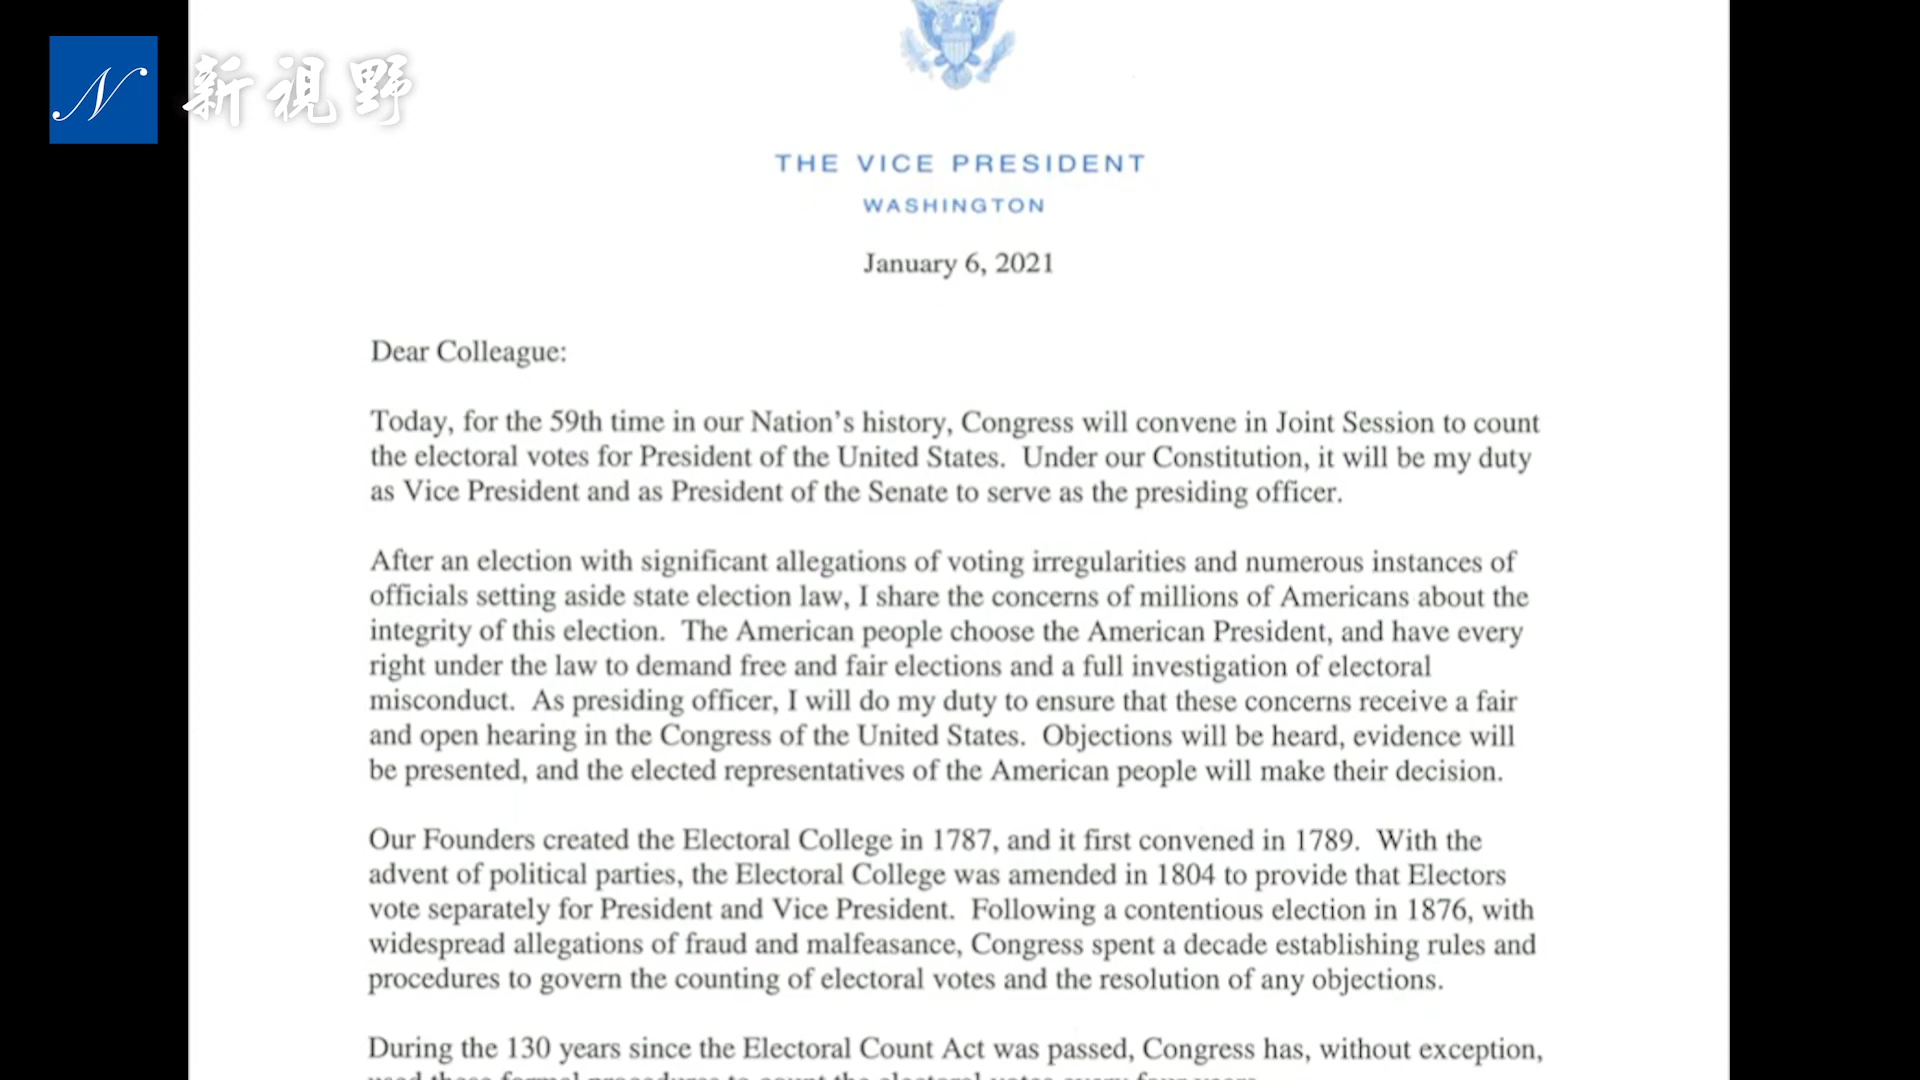 N 新視野
THE VICE PRESIDENT
WASHINGTON
January 6, 2021
Dear Colleague:
Today, for the 59th time in our Nation's history, Congress will convene in Joint Session to count
the electoral votes for President of the United States. Under our Constitution, it will be my duty
as Vice President and as President of the Senate to serve as the presiding officer.
After an election with significant allegations of voting irregularities and numerous instances of
officials setting aside state election law, I share the concerns of millions of Americans about the
integrity of this election. The American people choose the American President, and have every
right under the law to demand free and fair elections and a full investigation of electoral
misconduct. As presiding officer, I will do my duty to ensure that these concerns receive a fair
and open hearing in the Congress of the United States. Objections will be heard, evidence will
be presented, and the elected representatives of the American people will make their decision.
Our Founders created the Electoral College in 1787, and it first convened in 1789. With the
advent of political parties, the Electoral College was amended in 1804 to provide that Electors
vote separately for President and Vice President. Following a contentious election in 1876, with
widespread allegations of fraud and malfeasance, Congress spent a decade establishing rules and
procedures to govern the counting of electoral votes and the resolution of any objections.
During the 130 years since the Electoral Count Act was passed, Congress has, without exception,
used these formal procedures to count the electoral votes every four years.